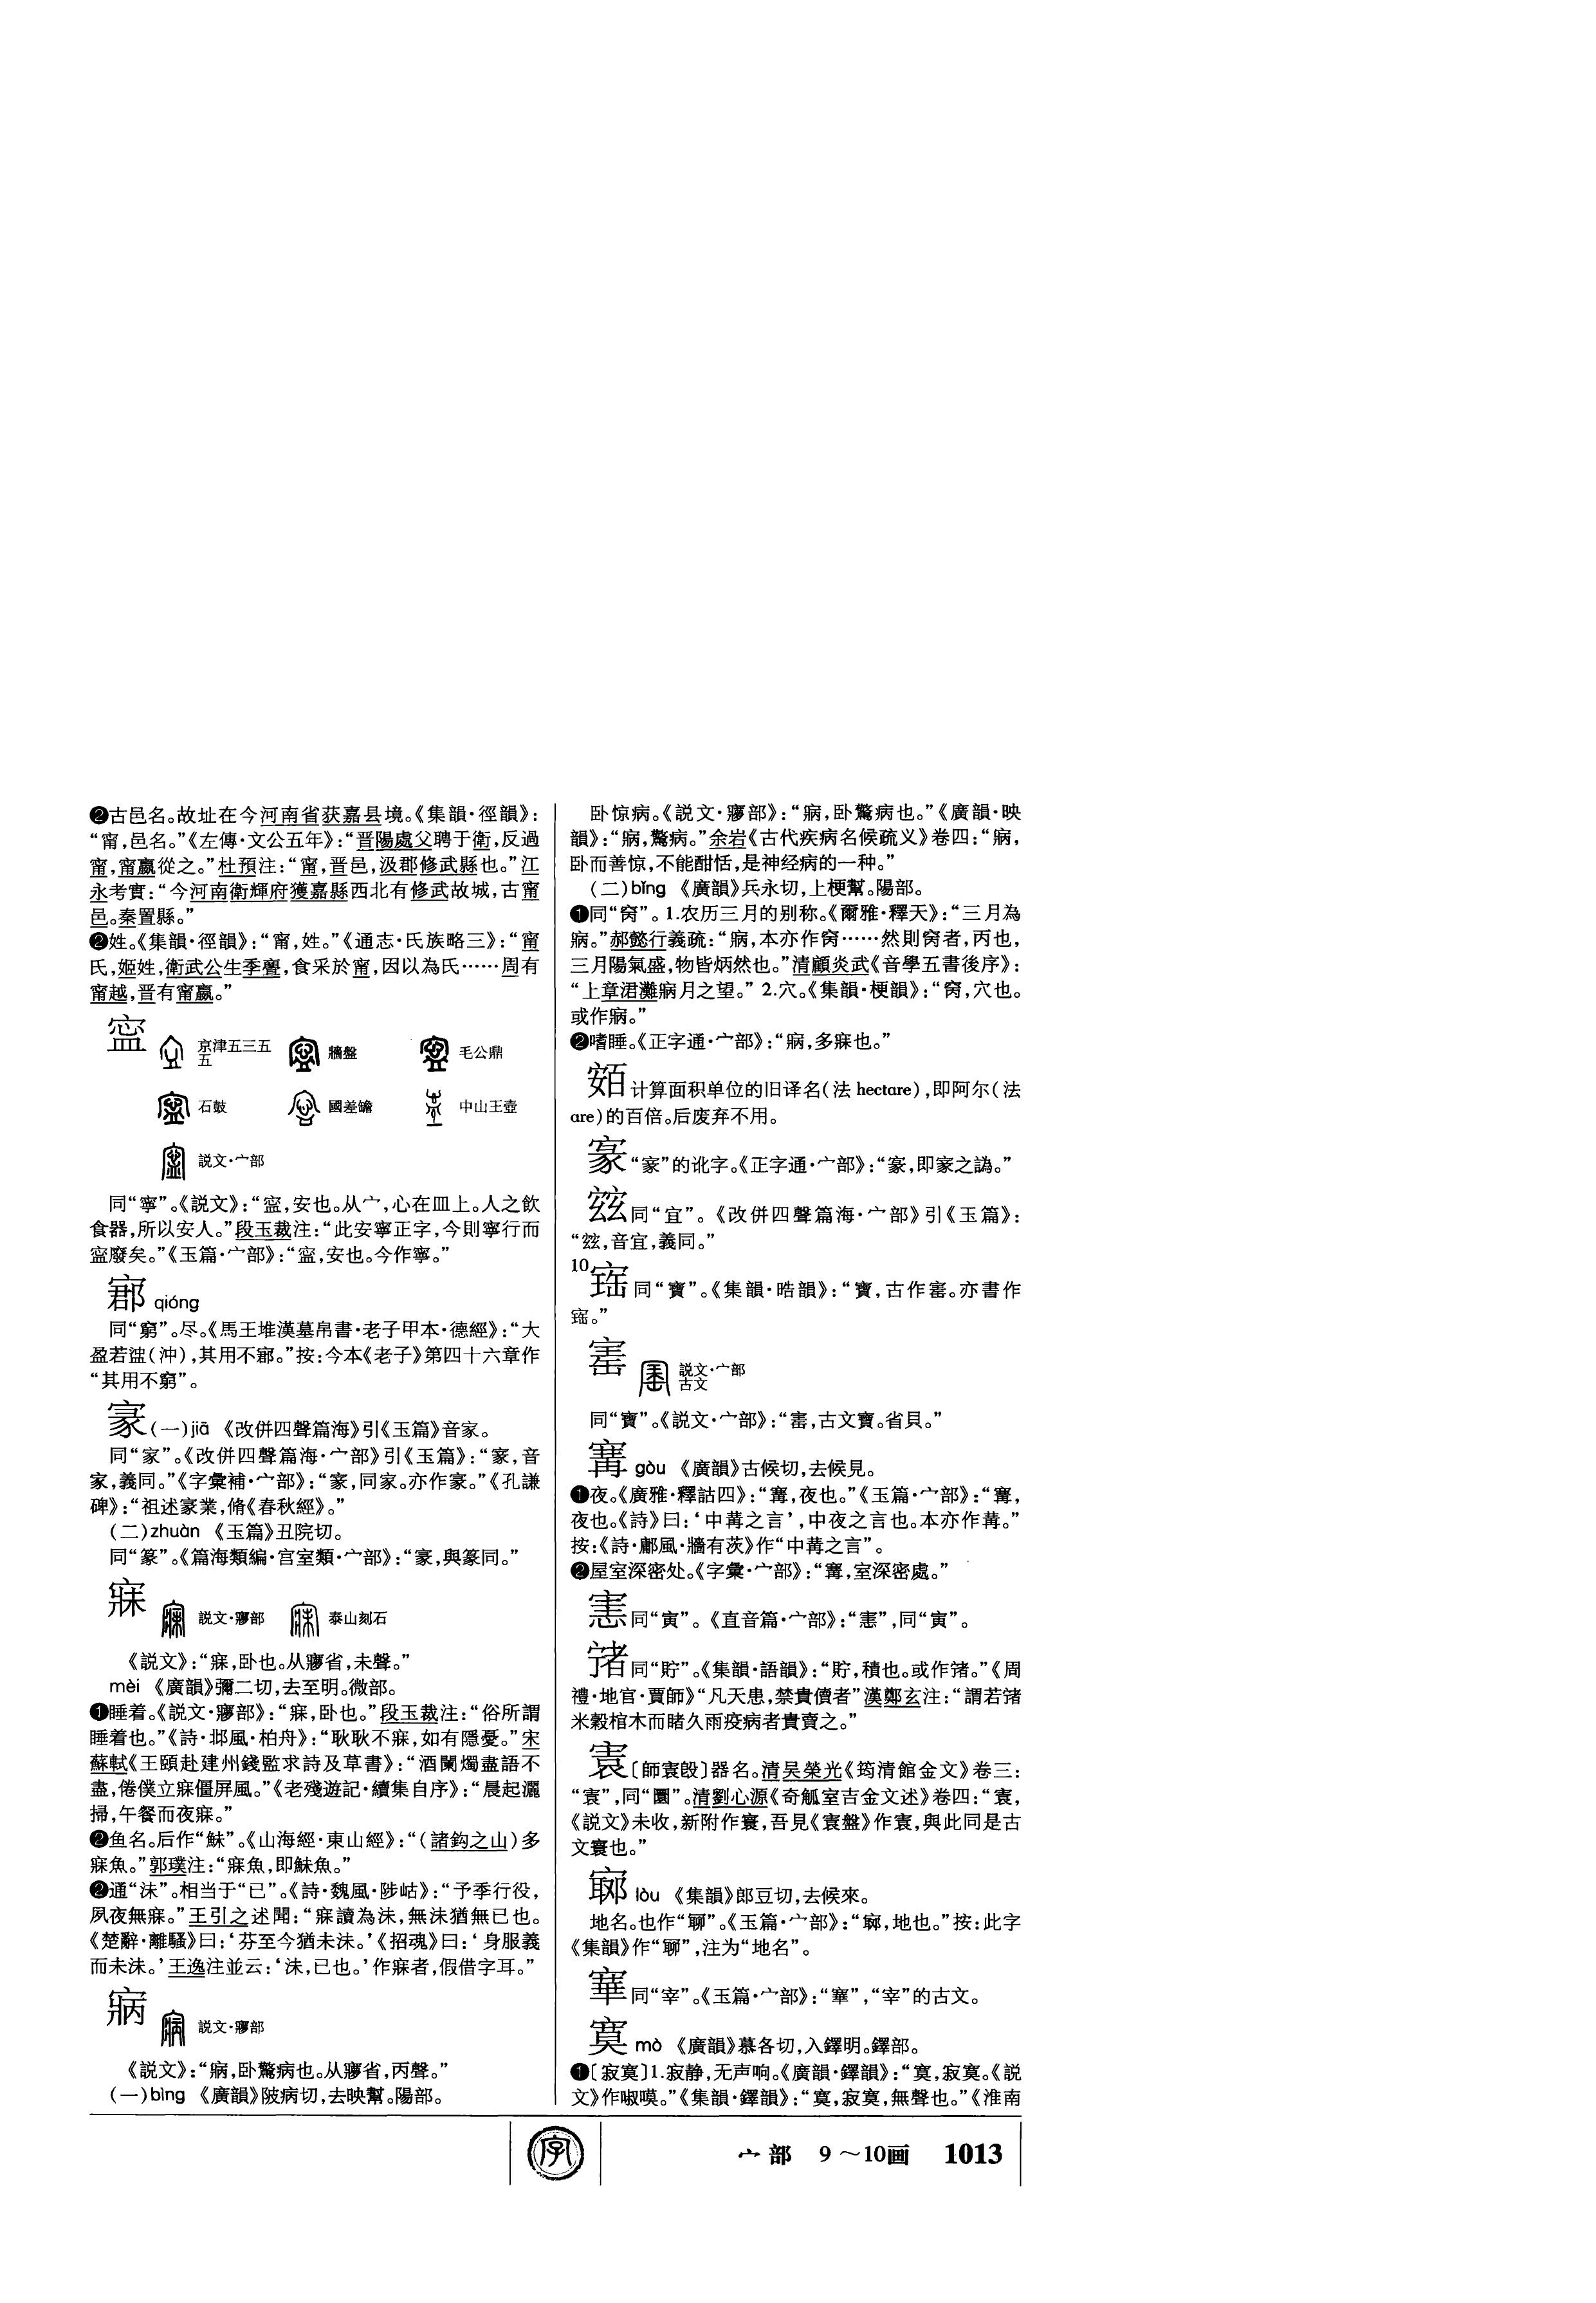 ❷古邑名。故址在今河南省获嘉县境。《集韻·徑韻》：
“甯，邑名。”《左傳·文公五年》：“晋陽處父聘于衛，反過
甯，甯嬴從之。”杜預注：“甯，晋邑，汲郡修武縣也。”江
永考實：“今河南衛輝府獲嘉縣西北有修武故城，古甯
邑。秦置縣。”
❷姓。《集韻·徑韻》：“甯，姓。”《通志·氏族略三》：“甯
氏，姬姓，衛武公生季亹，食采於甯，因以為氏……周有
甯越，晋有甯嬴。”
寍
京津五三五五 牆盤 毛公鼎
石鼓 國差𦉜 中山王壺
説文·宀部
同“寧”。《説文》：“寍，安也。从宀，心在皿上。人之飲
食器，所以安人。”段玉裁注：“此安寧正字，今則寧行而
寍廢矣。”《玉篇·宀部》：“寍，安也。今作寧。”
qióng
同“窮”。尽。《馬王堆漢墓帛書·老子甲本·德經》：“大
盈若盅（沖），其用不。”按：今本《老子》第四十六章作
“其用不窮”。
（一）jiā 《改併四聲篇海》引《玉篇》音家。
同“家”。《改併四聲篇海·宀部》引《玉篇》：“，音
家，義同。”《字彙補·宀部》：“，同家。亦作。”《孔謙
碑》：“祖述家業，脩《春秋經》。”
（二）zhuàn 《玉篇》丑院切。
同“篆”。《篇海類編·宫室類·宀部》：“，與篆同。”
寐
説文·㝱部 泰山刻石
《説文》：“寐，卧也。从㝱省，未聲。”
mèi 《廣韻》彌二切，去至明。微部。
❶睡着。《説文·㝱部》：“寐，卧也。”段玉裁注：“俗所謂
睡着也。”《詩·邶風·柏舟》：“耿耿不寐，如有隱憂。”宋
蘇軾《王頤赴建州錢監求詩及草書》：“酒闌燭盡語不
盡，倦僕立寐僵屏風。”《老殘遊記·續集自序》：“晨起灑
掃，午餐而夜寐。”
❷鱼名。后作“鮇”。《山海經·東山經》：“（諸鈎之山）多
寐魚。”郭璞注：“寐魚，即鮇魚。”
❷通“沬”。相当于“已”。《詩·魏風·陟岵》：“予季行役，
夙夜無寐。”王引之述聞：“寐讀為沬，無沬猶無已也。
《楚辭·離騷》曰：‘芬至今猶未沬。’《招魂》曰：‘身服義
而未沬。’王逸注並云：‘沬，已也。’作寐者，假借字耳。”
寎
説文·㝱部
《説文》：“寎，卧驚病也。从㝱省，丙聲。”
（一）bìng 《廣韻》陂病切，去映幫。陽部。
卧惊病。《説文·㝱部》：“寎，卧驚病也。”《廣韻·映
韻》：“寎，驚病。”余岩《古代疾病名候疏义》卷四：“寎，
卧而善惊，不能酣恬，是神经病的一种。”
（二）bǐng 《廣韻》兵永切，上梗幫。陽部。
❶同“窉”。1.农历三月的别称。《爾雅·釋天》：“三月為
寎。”郝懿行義疏：“寎，本亦作窉……然則窉者，丙也，
三月陽氣盛，物皆炳然也。”清顧炎武《音學五書後序》：
“上章涒灘寎月之望。” 2.穴。《集韻·梗韻》：“窉，穴也。
或作寎。”
❷嗜睡。《正字通·宀部》：“寎，多寐也。”
计算面积单位的旧译名（法 hectare），即阿尔（法
are）的百倍。后废弃不用。
“家”的讹字。《正字通·宀部》：“，即家之譌。”
同“宜”。《改併四聲篇海·宀部》引《玉篇》：
“，音宜，義同。”
10
同“寶”。《集韻·晧韻》：“寶，古作㝧。亦書作
。”
㝧
説文·宀部
古文
同“寶”。《説文·宀部》：“㝧，古文寶。省貝。”
㝤 gòu 《廣韻》古候切，去候見。
❶夜。《廣雅·釋詁四》：“㝤，夜也。”《玉篇·宀部》：“㝤，
夜也。《詩》曰：‘中冓之言’，中夜之言也。本亦作冓。”
按：《詩·鄘風·牆有茨》作“中冓之言”。
❷屋室深密处。《字彙·宀部》：“㝤，室深密處。”
同“寅”。《直音篇·宀部》：“”，同“寅”。
同“貯”。《集韻·語韻》：“貯，積也。或作。”《周
禮·地官·賈師》“凡天患，禁貴儥者”漢鄭玄注：“謂若
米穀棺木而睹久雨疫病者貴賣之。”
㝨〔師㝨𣪘〕器名。清吴榮光《筠清館金文》卷三：
“㝨”，同“圜”。清劉心源《奇觚室吉金文述》卷四：“㝨，
《説文》未收，新附作寰，吾見《㝨盤》作㝨，與此同是古
文寰也。”
lòu 《集韻》郎豆切，去候來。
地名。也作“”。《玉篇·宀部》：“，地也。”按：此字
《集韻》作“”，注为“地名”。
同“宰”。《玉篇·宀部》：“”，“宰”的古文。
寞 mò 《廣韻》慕各切，入鐸明。鐸部。
❶〔寂寞〕1.寂静，无声响。《廣韻·鐸韻》：“寞，寂寞。《説
文》作㖆嗼。”《集韻·鐸韻》：“寞，寂寞，無聲也。”《淮南
字
宀部 9～10画 1013